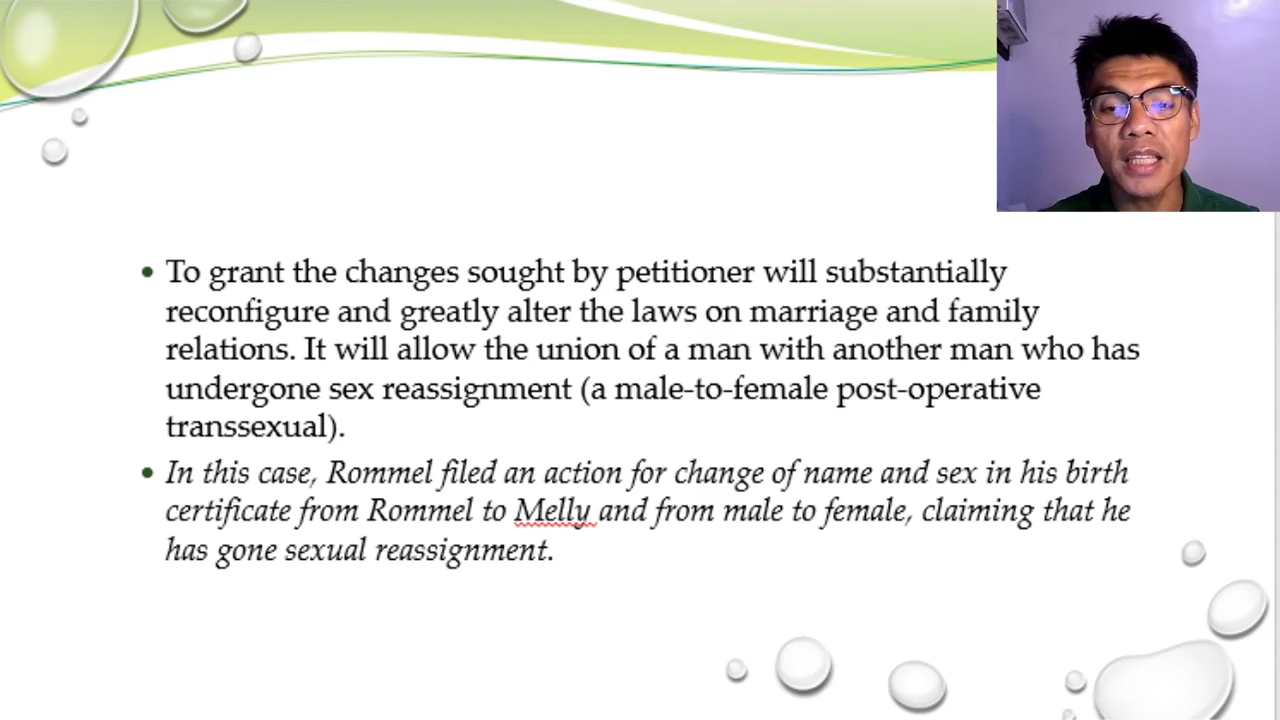 • To grant the changes sought by petitioner will substantially
reconfigure and greatly alter the laws on marriage and family
relations. It will allow the union of a man with another man who has
undergone sex reassignment (a male-to-female post-operative
transsexual).
• In this case, Rommel filed an action for change of name and sex in his birth
certificate from Rommel to Melly and from male to female, claiming that he
has gone sexual reassignment.